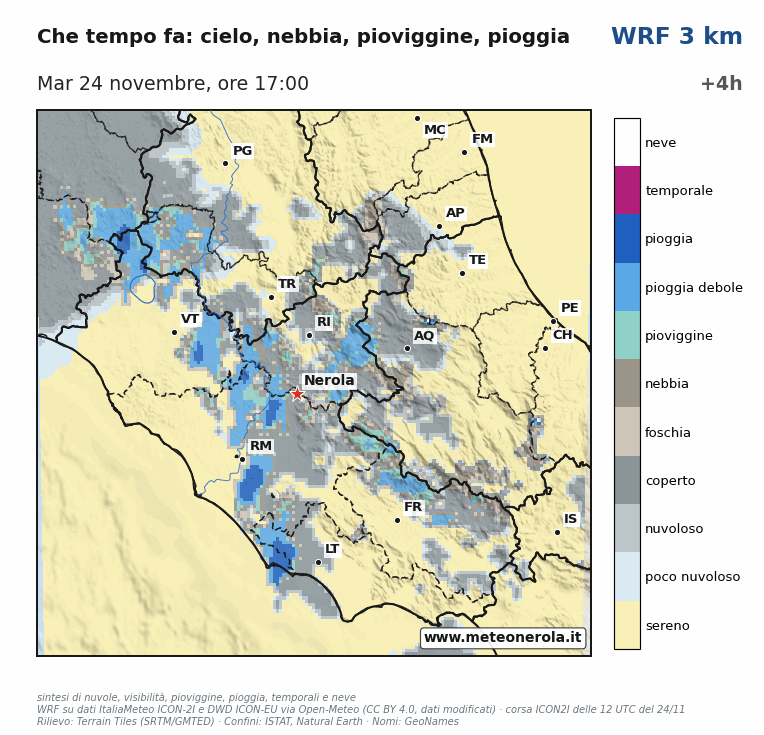 Che tempo fa: cielo, nebbia, pioviggine, pioggia
WRF 3 km
Mar 24 novembre, ore 17:00
+4h
MC
FM
PG
AP
TE
TR
PE
VT
RI
AQ
CH
Nerola
RM
FR
IS
LT
www.meteonerola.it
neve
temporale
pioggia
pioggia debole
pioviggine
nebbia
foschia
coperto
nuvoloso
poco nuvoloso
sereno
sintesi di nuvole, visibilità, pioviggine, pioggia, temporali e neve
WRF su dati ItaliaMeteo ICON-2I e DWD ICON-EU via Open-Meteo (CC BY 4.0, dati modificati) · corsa ICON2I delle 12 UTC del 24/11
Rilievo: Terrain Tiles (SRTM/GMTED) · Confini: ISTAT, Natural Earth · Nomi: GeoNames